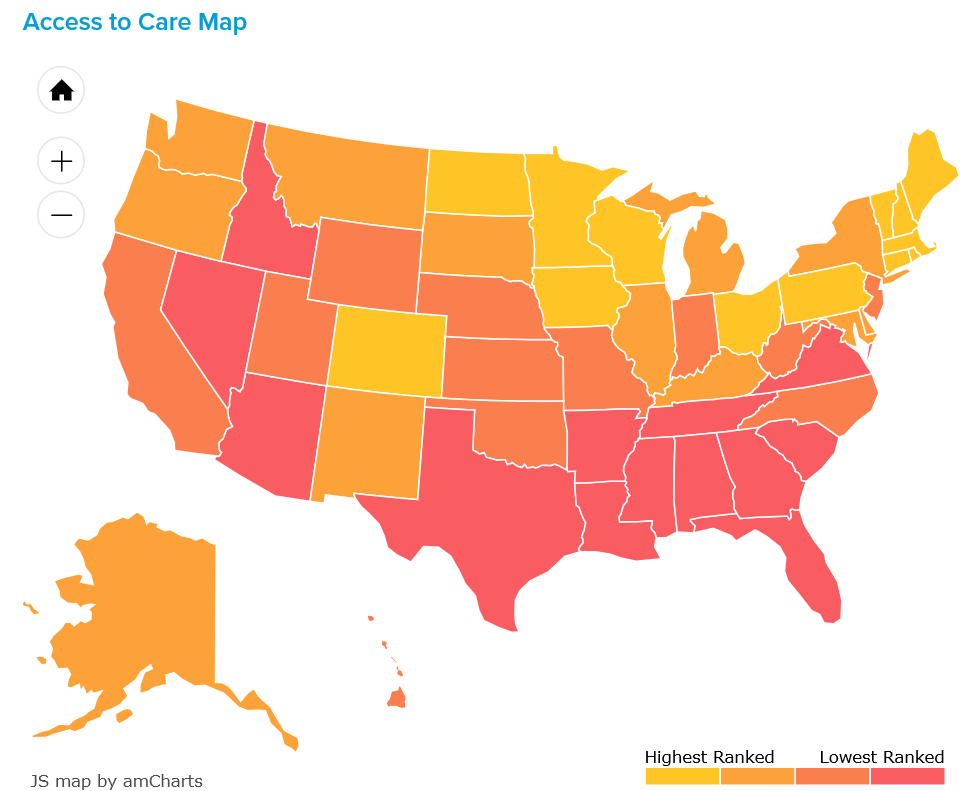 Access to Care Map
Highest Ranked Lowest Ranked
JS map by amCharts